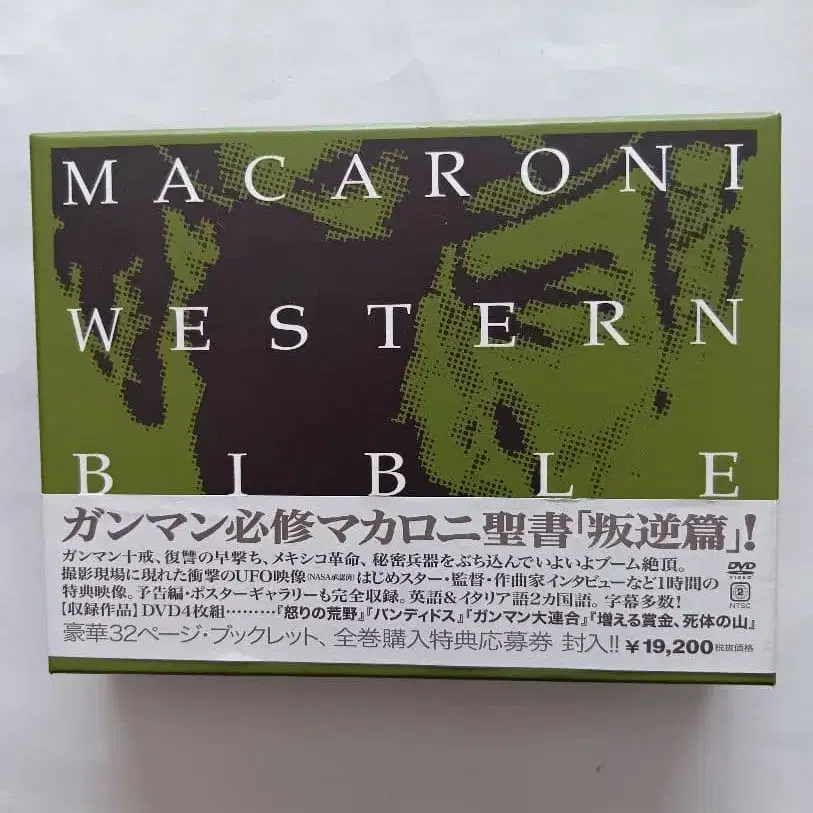 MACARONI
WESTERN
BIBLE
ガンマン必修マカロニ聖書「叛逆篇」!
ガンマン十戒、復讐の早撃ち、メキシコ革命、秘密兵器をぶち込んでいよいよブーム絶頂。
撮影現場に現れた衝撃のUFO映像(NASA承認済)はじめスター・監督・作曲家インタビューなど1時間の
特典映像。予告編・ポスターギャラリーも完全収録。英語&イタリア語2カ国語。字幕多数!
【収録作品】DVD4枚組………『怒りの荒野』『バンディドス』『ガンマン大連合』『増える賞金、死体の山』
豪華32ページ・ブックレット、全巻購入特典応募券 封入!! ¥19,200税抜価格
DVD
VIDEO
2
NTSC